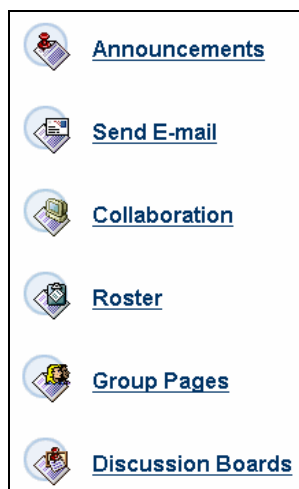 Announcements
Send E-mail
Collaboration
Roster
Group Pages
Discussion Boards